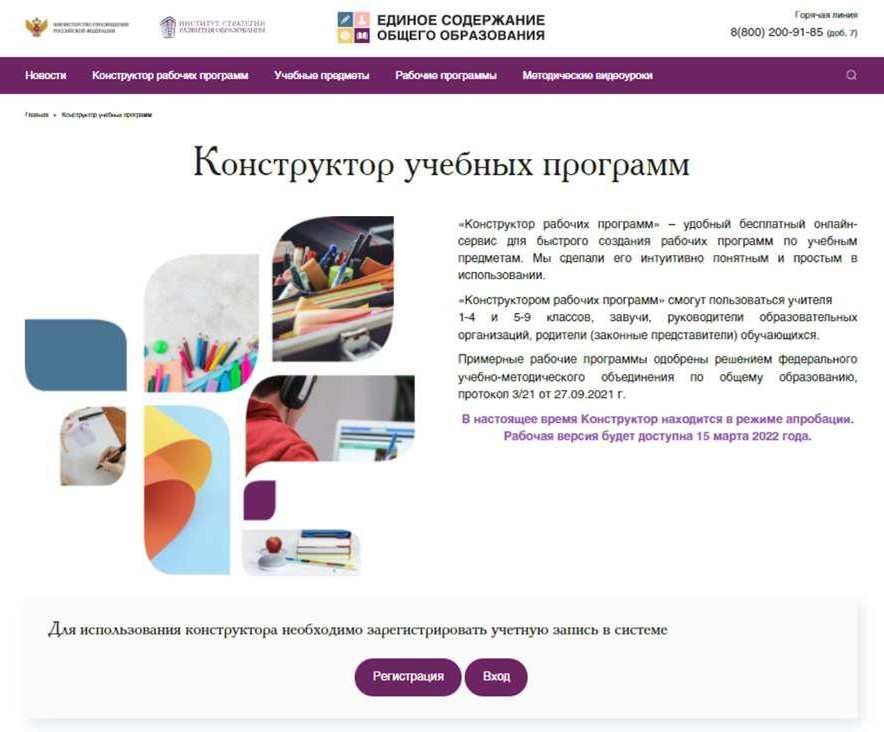 МИНИСТЕРСТВО ПРОСВЕЩЕНИЯ
РОССИЙСКОЙ ФЕДЕРАЦИИ
ИНСТИТУТ СТРАТЕГИИ
РАЗВИТИЯ ОБРАЗОВАНИЯ
ЕДИНОЕ СОДЕРЖАНИЕ
ОБЩЕГО ОБРАЗОВАНИЯ
Горячая линия
8(800) 200-91-85 (доб. 7)
Новости Конструктор рабочих программ Учебные предметы Рабочие программы Методические видеоуроки
Главная • Конструктор учебных программ
Конструктор учебных программ
«Конструктор рабочих программ» – удобный бесплатный онлайн-
сервис для быстрого создания рабочих программ по учебным
предметам. Мы сделали его интуитивно понятным и простым в
использовании.
«Конструктором рабочих программ» смогут пользоваться учителя
1-4 и 5-9 классов, завучи, руководители образовательных
организаций, родители (законные представители) обучающихся.
Примерные рабочие программы одобрены решением федерального
учебно-методического объединения по общему образованию,
протокол 3/21 от 27.09.2021 г.
В настоящее время Конструктор находится в режиме апробации.
Рабочая версия будет доступна 15 марта 2022 года.
Для использования конструктора необходимо зарегистрировать учетную запись в системе
Регистрация Вход